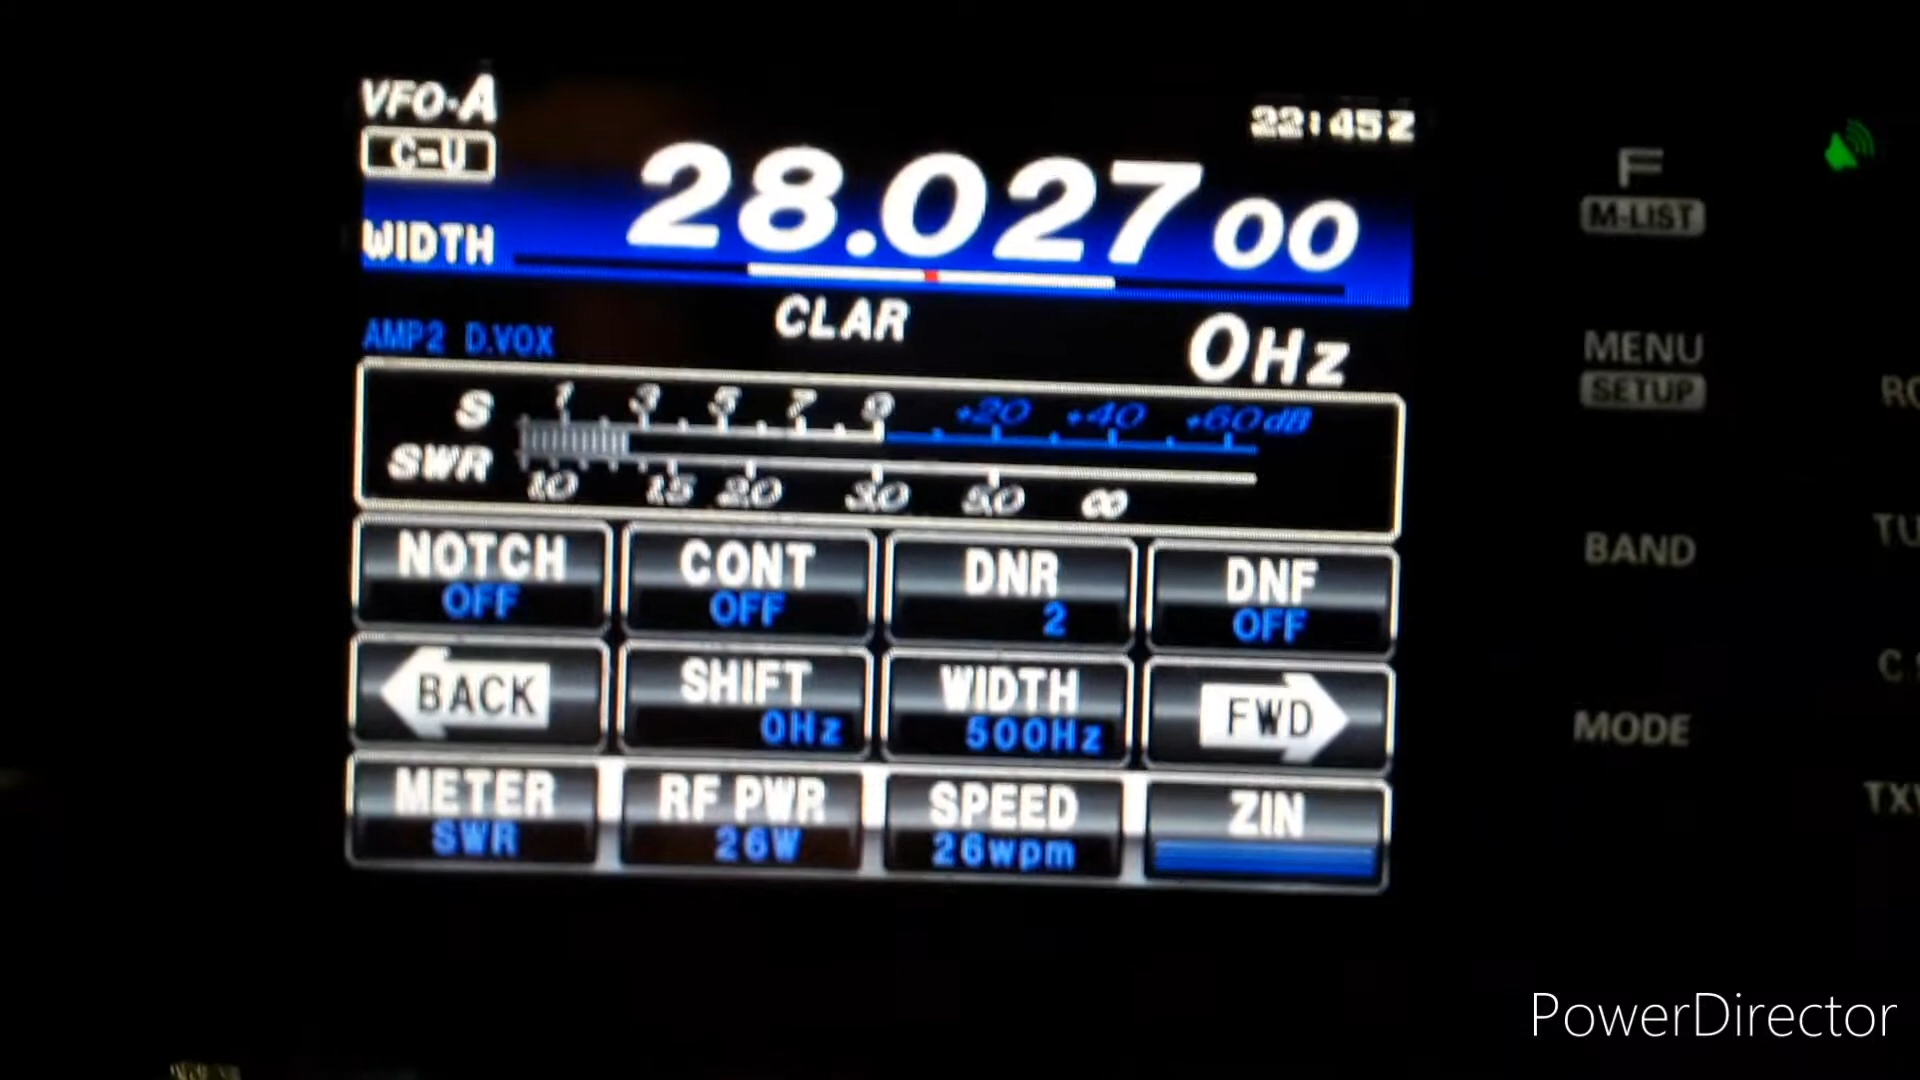 VFO-A
22:45Z
C-U
28.027 00
WIDTH
CLAR
0Hz
AMP2 D.VOX
S 1 3 5 7 9 +20 +40 +60dB
SWR
1.0 1.5 2.0 3.0 5.0 ∞
NOTCH CONT DNR DNF
OFF OFF 2 OFF
BACK SHIFT WIDTH FWD
0Hz 500Hz
METER RF PWR SPEED ZIN
SWR 26W 26wpm
F
M-LIST
MENU
SETUP
BAND
MODE
PowerDirector